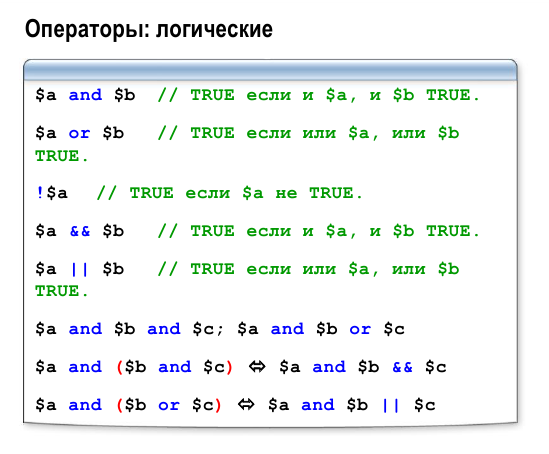 Операторы: логические
$a and $b // TRUE если и $a, и $b TRUE.
$a or $b // TRUE если или $a, или $b
TRUE.
!$a // TRUE если $a не TRUE.
$a && $b // TRUE если и $a, и $b TRUE.
$a || $b // TRUE если или $a, или $b
TRUE.
$a and $b and $c; $a and $b or $c
$a and ($b and $c) ⇔ $a and $b && $c
$a and ($b or $c) ⇔ $a and $b || $c